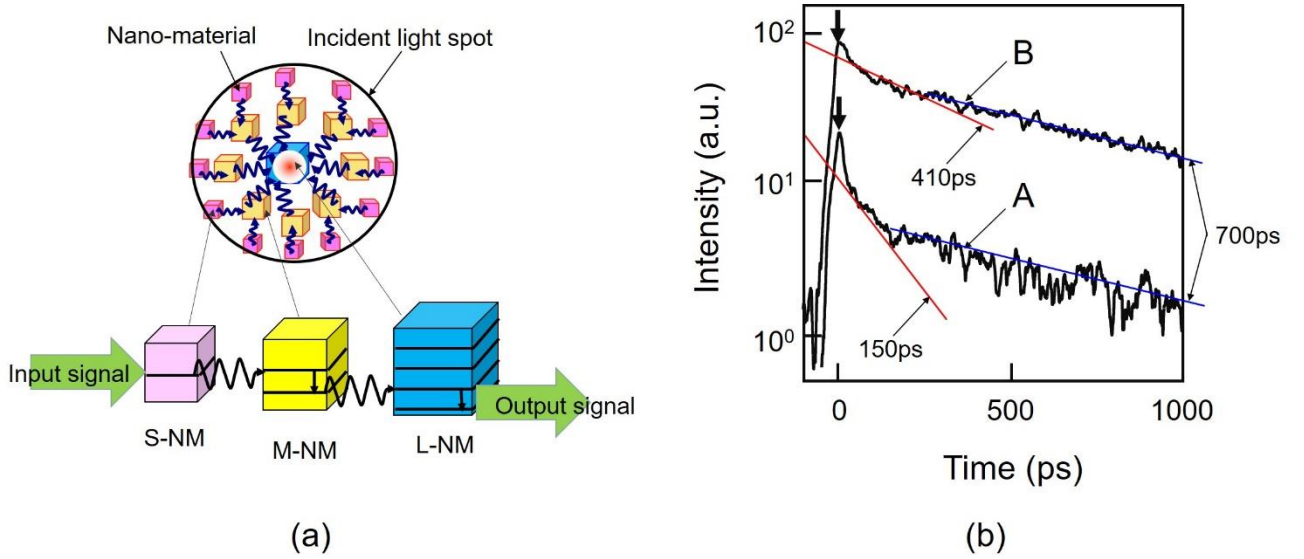 Nano-material
Incident light spot
Input signal
Output signal
S-NM
M-NM
L-NM
(a)
10²
10¹
10⁰
Intensity (a.u.)
B
410ps
A
150ps
700ps
0
500
1000
Time (ps)
(b)